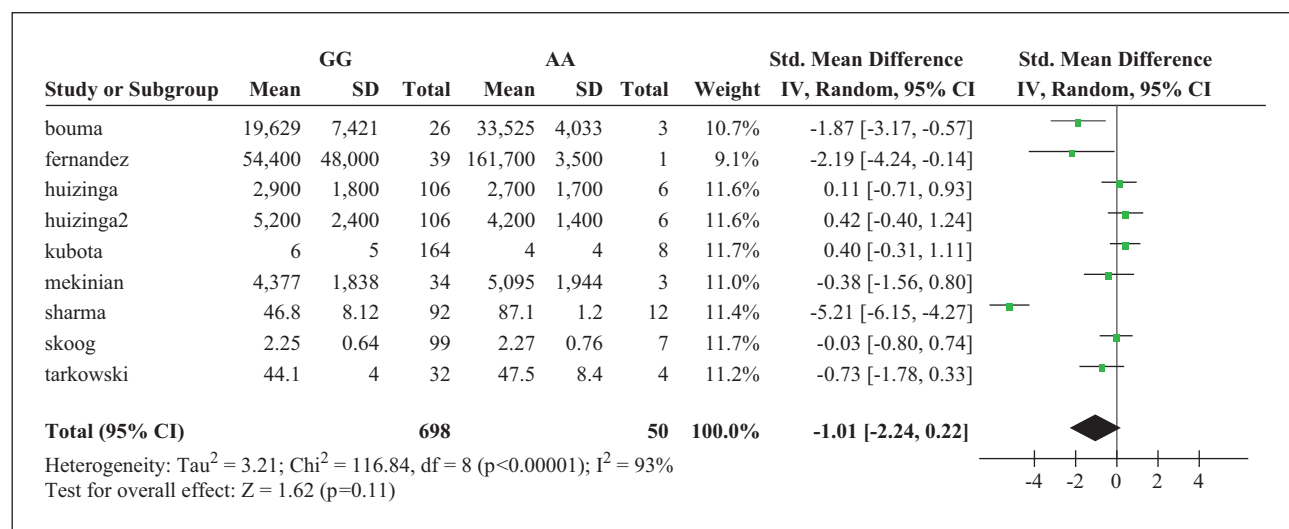 GG AA Std. Mean Difference Std. Mean Difference
Study or Subgroup Mean SD Total Mean SD Total Weight IV, Random, 95% CI IV, Random, 95% CI
bouma 19,629 7,421 26 33,525 4,033 3 10.7% -1.87 [-3.17, -0.57]
fernandez 54,400 48,000 39 161,700 3,500 1 9.1% -2.19 [-4.24, -0.14]
huizinga 2,900 1,800 106 2,700 1,700 6 11.6% 0.11 [-0.71, 0.93]
huizinga2 5,200 2,400 106 4,200 1,400 6 11.6% 0.42 [-0.40, 1.24]
kubota 6 5 164 4 4 8 11.7% 0.40 [-0.31, 1.11]
mekinian 4,377 1,838 34 5,095 1,944 3 11.0% -0.38 [-1.56, 0.80]
sharma 46.8 8.12 92 87.1 1.2 12 11.4% -5.21 [-6.15, -4.27]
skoog 2.25 0.64 99 2.27 0.76 7 11.7% -0.03 [-0.80, 0.74]
tarkowski 44.1 4 32 47.5 8.4 4 11.2% -0.73 [-1.78, 0.33]
Total (95% CI) 698 50 100.0% -1.01 [-2.24, 0.22]
Heterogeneity: Tau² = 3.21; Chi² = 116.84, df = 8 (p<0.00001); I² = 93%
Test for overall effect: Z = 1.62 (p=0.11)
-4 -2 0 2 4